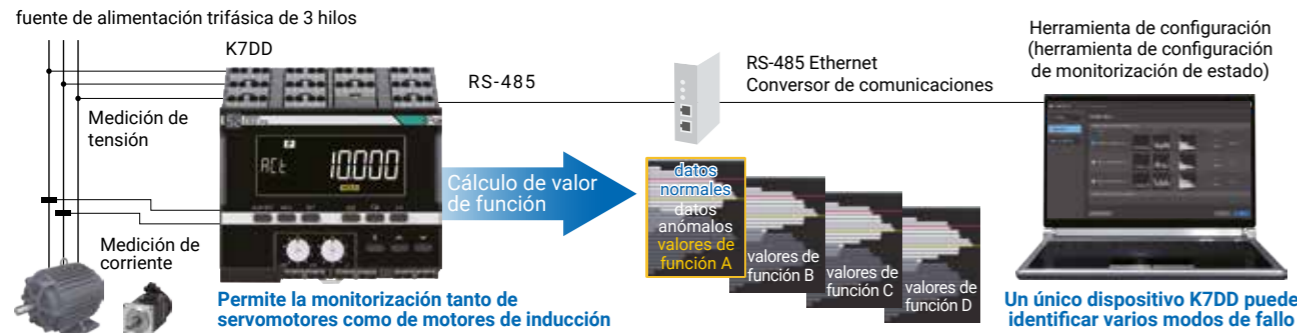 fuente de alimentación trifásica de 3 hilos
K7DD
RS-485
RS-485 Ethernet
Conversor de comunicaciones
Herramienta de configuración
(herramienta de configuración
de monitorización de estado)
Medición de
tensión
ACt
10.000
Cálculo de valor
de función
datos
normales
datos
anómalos
valores de
función A
valores de
función B
valores de
función C
valores de
función D
Medición de
corriente
Permite la monitorización tanto de
servomotores como de motores de inducción
Un único dispositivo K7DD puede
identificar varios modos de fallo